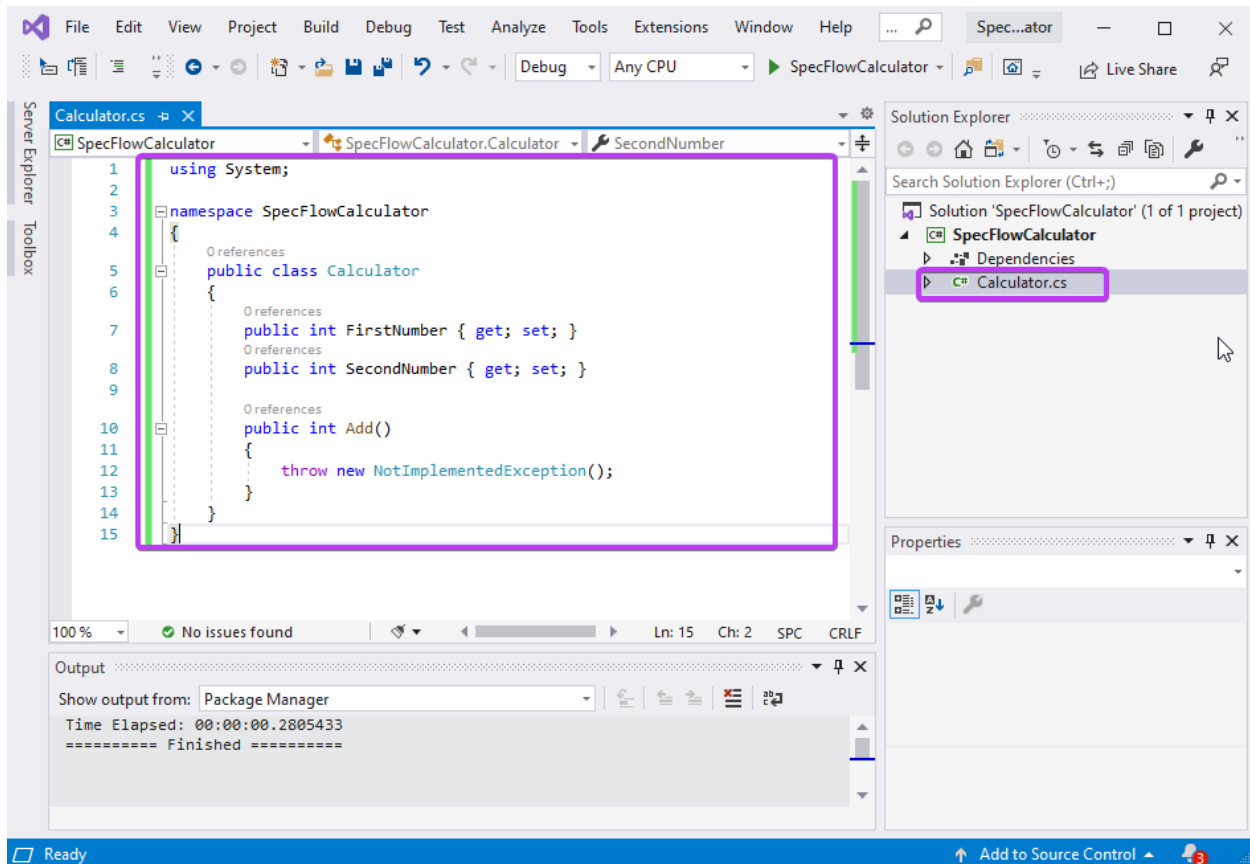 File Edit View Project Build Debug Test Analyze Tools Extensions Window Help ... Spec...ator
Debug Any CPU SpecFlowCalculator Live Share
Server Explorer
Toolbox
Calculator.cs
SpecFlowCalculator SpecFlowCalculator.Calculator SecondNumber
1 using System;
2
3 namespace SpecFlowCalculator
4 {
0 references
5 public class Calculator
6 {
0 references
7 public int FirstNumber { get; set; }
0 references
8 public int SecondNumber { get; set; }
9
0 references
10 public int Add()
11 {
12 throw new NotImplementedException();
13 }
14 }
15 }
100 % No issues found Ln: 15 Ch: 2 SPC CRLF
Output
Show output from: Package Manager
Time Elapsed: 00:00:00.2805433
========== Finished ==========
Solution Explorer
Search Solution Explorer (Ctrl+;)
Solution 'SpecFlowCalculator' (1 of 1 project)
C# SpecFlowCalculator
Dependencies
C# Calculator.cs
Properties
Ready Add to Source Control 3